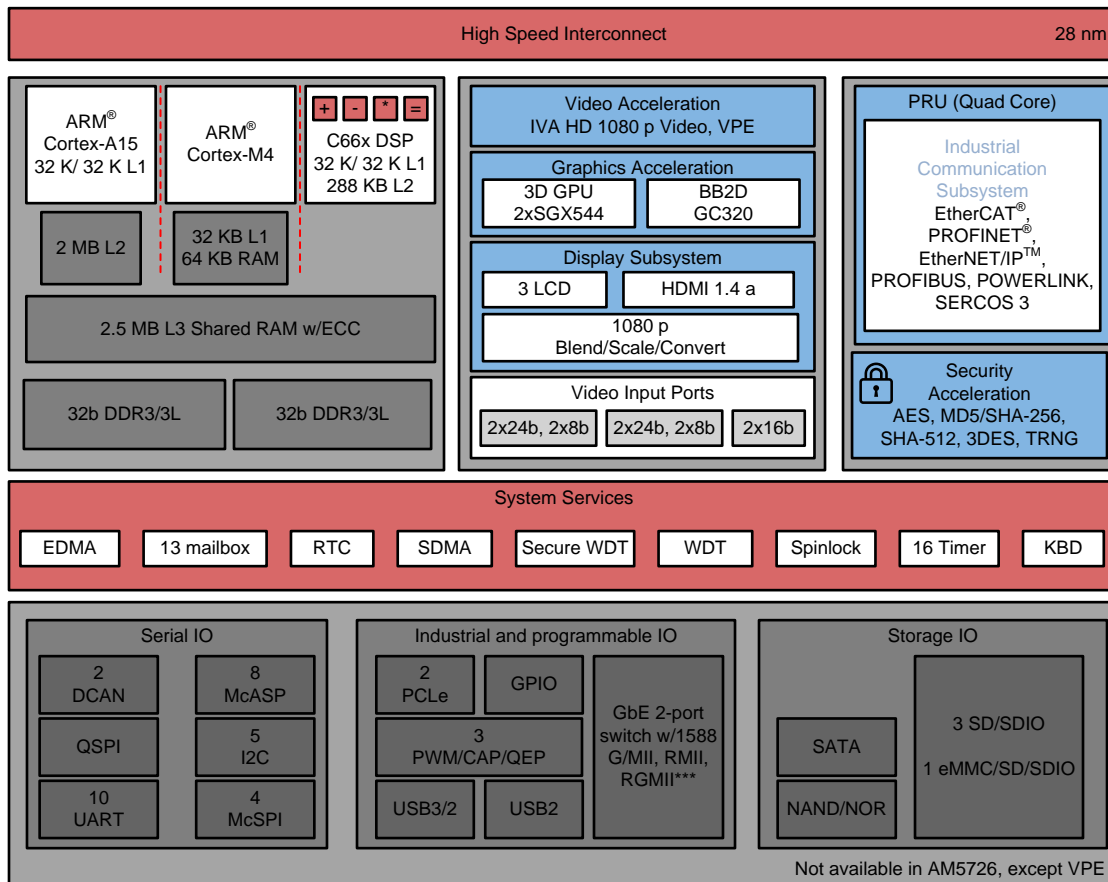 High Speed Interconnect
28 nm
ARM®
Cortex-A15
32 K/ 32 K L1
ARM®
Cortex-M4
+ - * =
C66x DSP
32 K/ 32 K L1
288 KB L2
2 MB L2
32 KB L1
64 KB RAM
2.5 MB L3 Shared RAM w/ECC
32b DDR3/3L
32b DDR3/3L
Video Acceleration
IVA HD 1080 p Video, VPE
Graphics Acceleration
3D GPU
2xSGX544
BB2D
GC320
Display Subsystem
3 LCD
HDMI 1.4 a
1080 p
Blend/Scale/Convert
Video Input Ports
2x24b, 2x8b
2x24b, 2x8b
2x16b
PRU (Quad Core)
Industrial
Communication
Subsystem
EtherCAT®,
PROFINET®,
EtherNET/IP™,
PROFIBUS, POWERLINK,
SERCOS 3
Security
Acceleration
AES, MD5/SHA-256,
SHA-512, 3DES, TRNG
System Services
EDMA
13 mailbox
RTC
SDMA
Secure WDT
WDT
Spinlock
16 Timer
KBD
Serial IO
2
DCAN
8
McASP
QSPI
5
I2C
10
UART
4
McSPI
Industrial and programmable IO
2
PCLe
GPIO
3
PWM/CAP/QEP
USB3/2
USB2
GbE 2-port
switch w/1588
G/MII, RMII,
RGMII***
Storage IO
SATA
NAND/NOR
3 SD/SDIO
1 eMMC/SD/SDIO
Not available in AM5726, except VPE